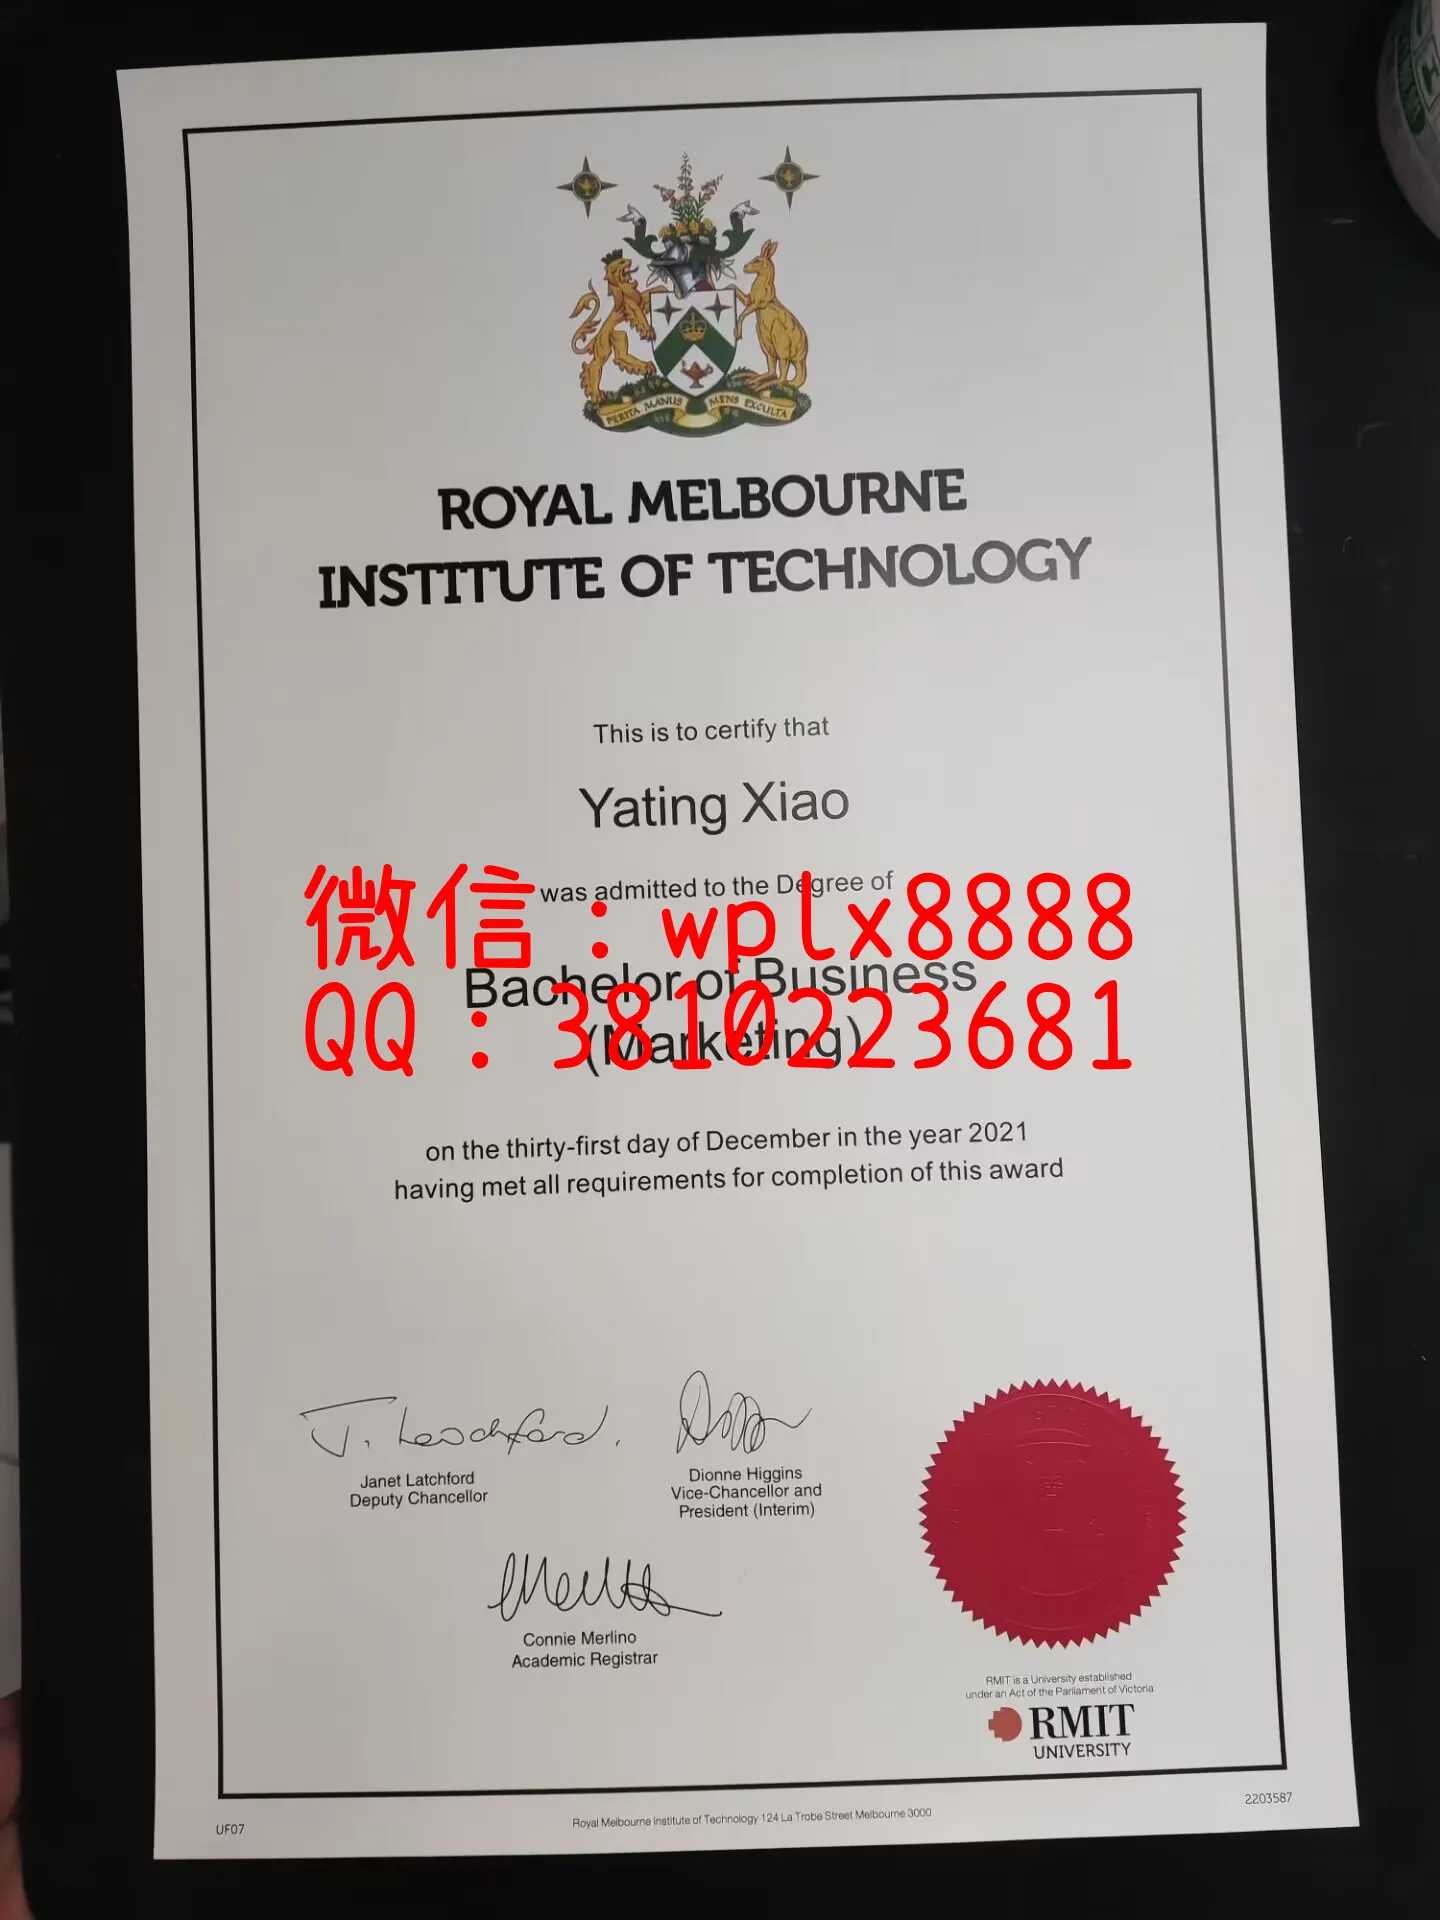 PERITA MANUS MENS EXCULTA
ROYAL MELBOURNE
INSTITUTE OF TECHNOLOGY
This is to certify that
Yating Xiao
was admitted to the Degree of
微信：wplx8888
Bachelor of Business
QQ：3810223681
(Marketing)
on the thirty-first day of December in the year 2021
having met all requirements for completion of this award
J. Latchford.
Janet Latchford
Deputy Chancellor
Dionne Higgins
Vice-Chancellor and
President (Interim)
Connie Merlino
Academic Registrar
RMIT is a University established
under an Act of the Parliament of Victoria
RMIT
UNIVERSITY
UF07
Royal Melbourne Institute of Technology 124 La Trobe Street Melbourne 3000
2203587